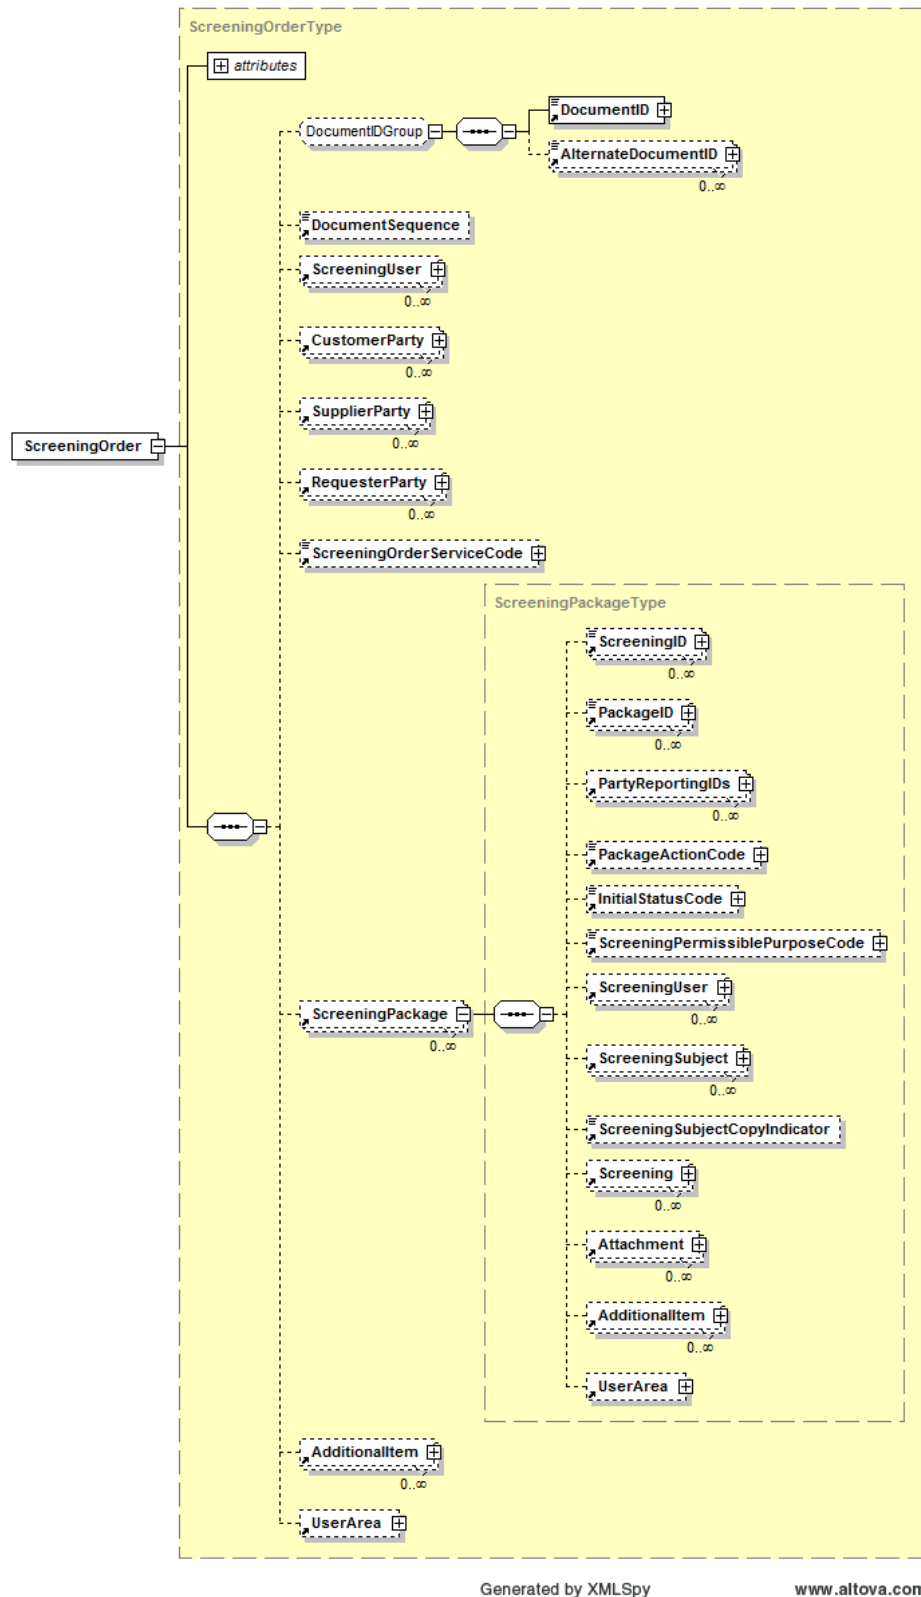 ScreeningOrderType
attributes
DocumentIDGroup
DocumentID
AlternateDocumentID
0..∞
DocumentSequence
ScreeningUser
0..∞
CustomerParty
0..∞
SupplierParty
0..∞
ScreeningOrder
RequesterParty
0..∞
ScreeningOrderServiceCode
ScreeningPackageType
ScreeningID
0..∞
PackageID
0..∞
PartyReportingIDs
0..∞
PackageActionCode
InitialStatusCode
ScreeningPermissiblePurposeCode
ScreeningUser
0..∞
ScreeningPackage
0..∞
ScreeningSubject
0..∞
ScreeningSubjectCopyIndicator
Screening
0..∞
Attachment
0..∞
AdditionalItem
0..∞
UserArea
AdditionalItem
0..∞
UserArea
Generated by XMLSpy www.altova.com